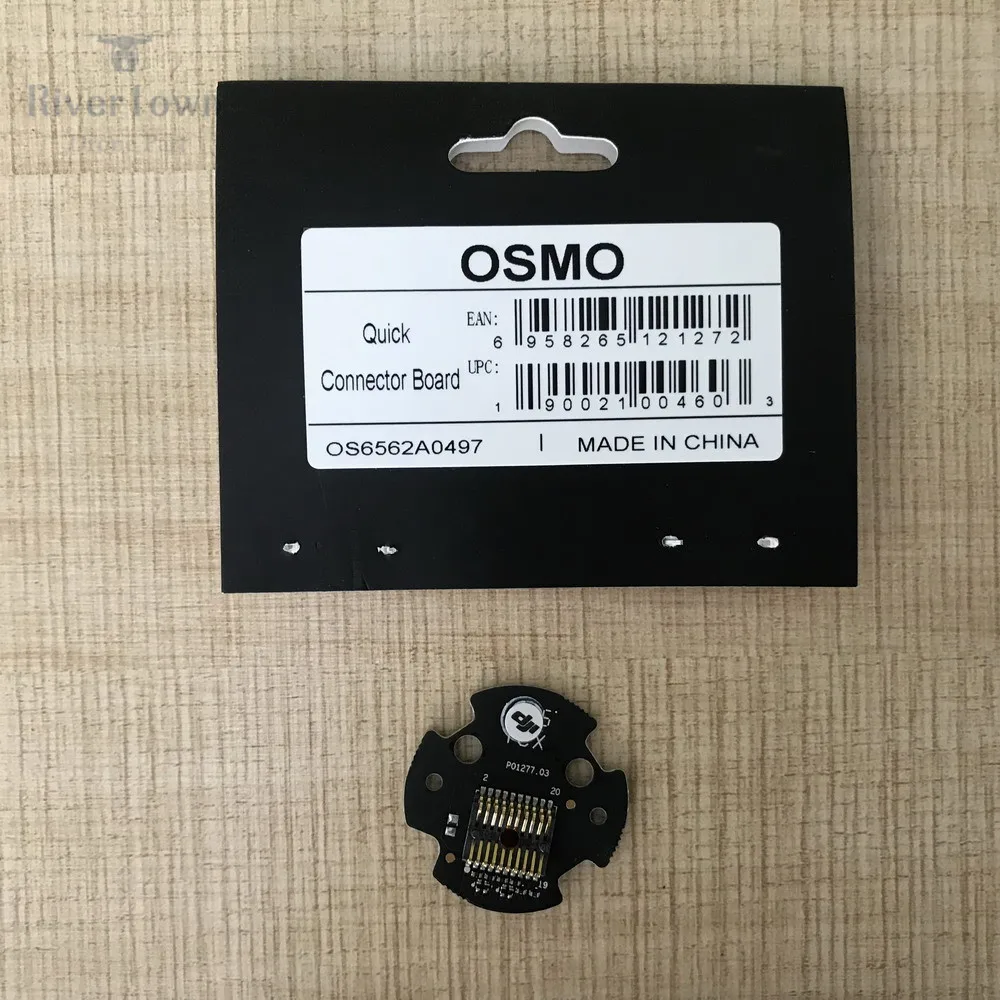 RiverTown
OSMO
Quick
Connector Board
EAN:
6 958265 121272
UPC:
1 90021 00460 3
OS6562A0497 | MADE IN CHINA
dji
P01277.03
2 20
19